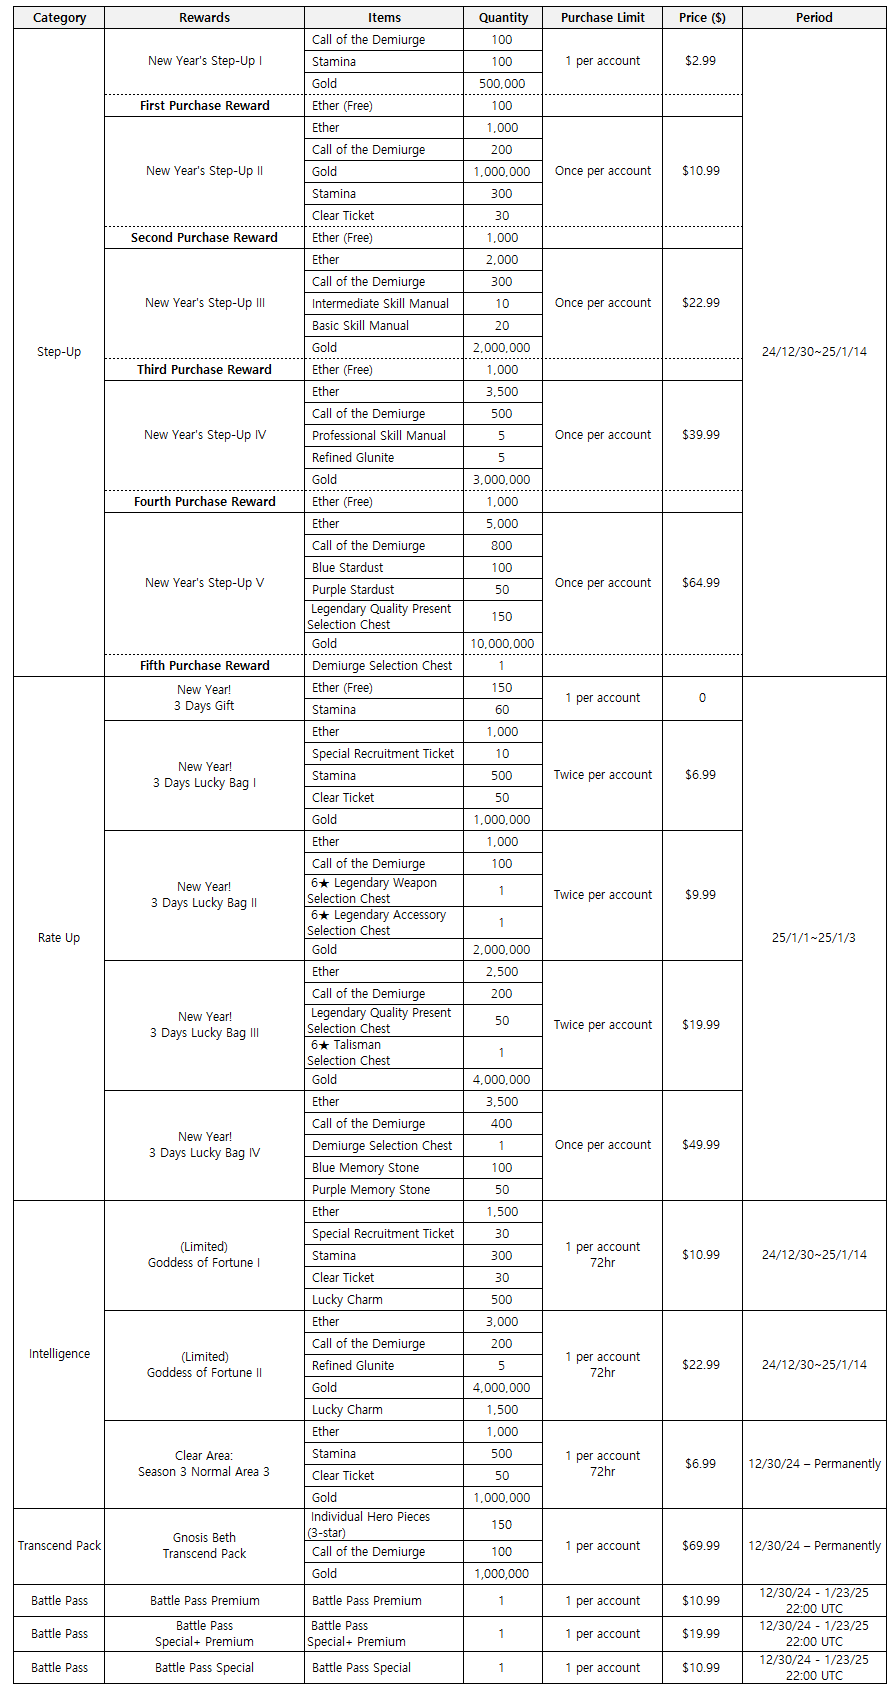 Category Rewards Items Quantity Purchase Limit Price ($) Period
Step-Up
24/12/30~25/1/14
New Year's Step-Up I
1 per account
$2.99
Call of the Demiurge 100
Stamina 100
Gold 500,000
First Purchase Reward Ether (Free) 100
New Year's Step-Up II
Once per account
$10.99
Ether 1,000
Call of the Demiurge 200
Gold 1,000,000
Stamina 300
Clear Ticket 30
Second Purchase Reward Ether (Free) 1,000
New Year's Step-Up III
Once per account
$22.99
Ether 2,000
Call of the Demiurge 300
Intermediate Skill Manual 10
Basic Skill Manual 20
Gold 2,000,000
Third Purchase Reward Ether (Free) 1,000
New Year's Step-Up IV
Once per account
$39.99
Ether 3,500
Call of the Demiurge 500
Professional Skill Manual 5
Refined Glunite 5
Gold 3,000,000
Fourth Purchase Reward Ether (Free) 1,000
New Year's Step-Up V
Once per account
$64.99
Ether 5,000
Call of the Demiurge 800
Blue Stardust 100
Purple Stardust 50
Legendary Quality Present
Selection Chest 150
Gold 10,000,000
Fifth Purchase Reward Demiurge Selection Chest 1
Rate Up
25/1/1~25/1/3
New Year!
3 Days Gift
1 per account
0
Ether (Free) 150
Stamina 60
New Year!
3 Days Lucky Bag I
Twice per account
$6.99
Ether 1,000
Special Recruitment Ticket 10
Stamina 500
Clear Ticket 50
Gold 1,000,000
New Year!
3 Days Lucky Bag II
Twice per account
$9.99
Ether 1,000
Call of the Demiurge 100
6★ Legendary Weapon
Selection Chest 1
6★ Legendary Accessory
Selection Chest 1
Gold 2,000,000
New Year!
3 Days Lucky Bag III
Twice per account
$19.99
Ether 2,500
Call of the Demiurge 200
Legendary Quality Present
Selection Chest 50
6★ Talisman
Selection Chest 1
Gold 4,000,000
New Year!
3 Days Lucky Bag IV
Once per account
$49.99
Ether 3,500
Call of the Demiurge 400
Demiurge Selection Chest 1
Blue Memory Stone 100
Purple Memory Stone 50
Intelligence
(Limited)
Goddess of Fortune I
1 per account
72hr
$10.99
24/12/30~25/1/14
Ether 1,500
Special Recruitment Ticket 30
Stamina 300
Clear Ticket 30
Lucky Charm 500
(Limited)
Goddess of Fortune II
1 per account
72hr
$22.99
24/12/30~25/1/14
Ether 3,000
Call of the Demiurge 200
Refined Glunite 5
Gold 4,000,000
Lucky Charm 1,500
Clear Area:
Season 3 Normal Area 3
1 per account
72hr
$6.99
12/30/24 – Permanently
Ether 1,000
Stamina 500
Clear Ticket 50
Gold 1,000,000
Transcend Pack
Gnosis Beth
Transcend Pack
1 per account
$69.99
12/30/24 – Permanently
Individual Hero Pieces
(3-star) 150
Call of the Demiurge 100
Gold 1,000,000
Battle Pass Battle Pass Premium Battle Pass Premium 1 1 per account $10.99
12/30/24 - 1/23/25
22:00 UTC
Battle Pass
Battle Pass
Special+ Premium
Battle Pass
Special+ Premium
1 1 per account $19.99
12/30/24 - 1/23/25
22:00 UTC
Battle Pass Battle Pass Special Battle Pass Special 1 1 per account $10.99
12/30/24 - 1/23/25
22:00 UTC